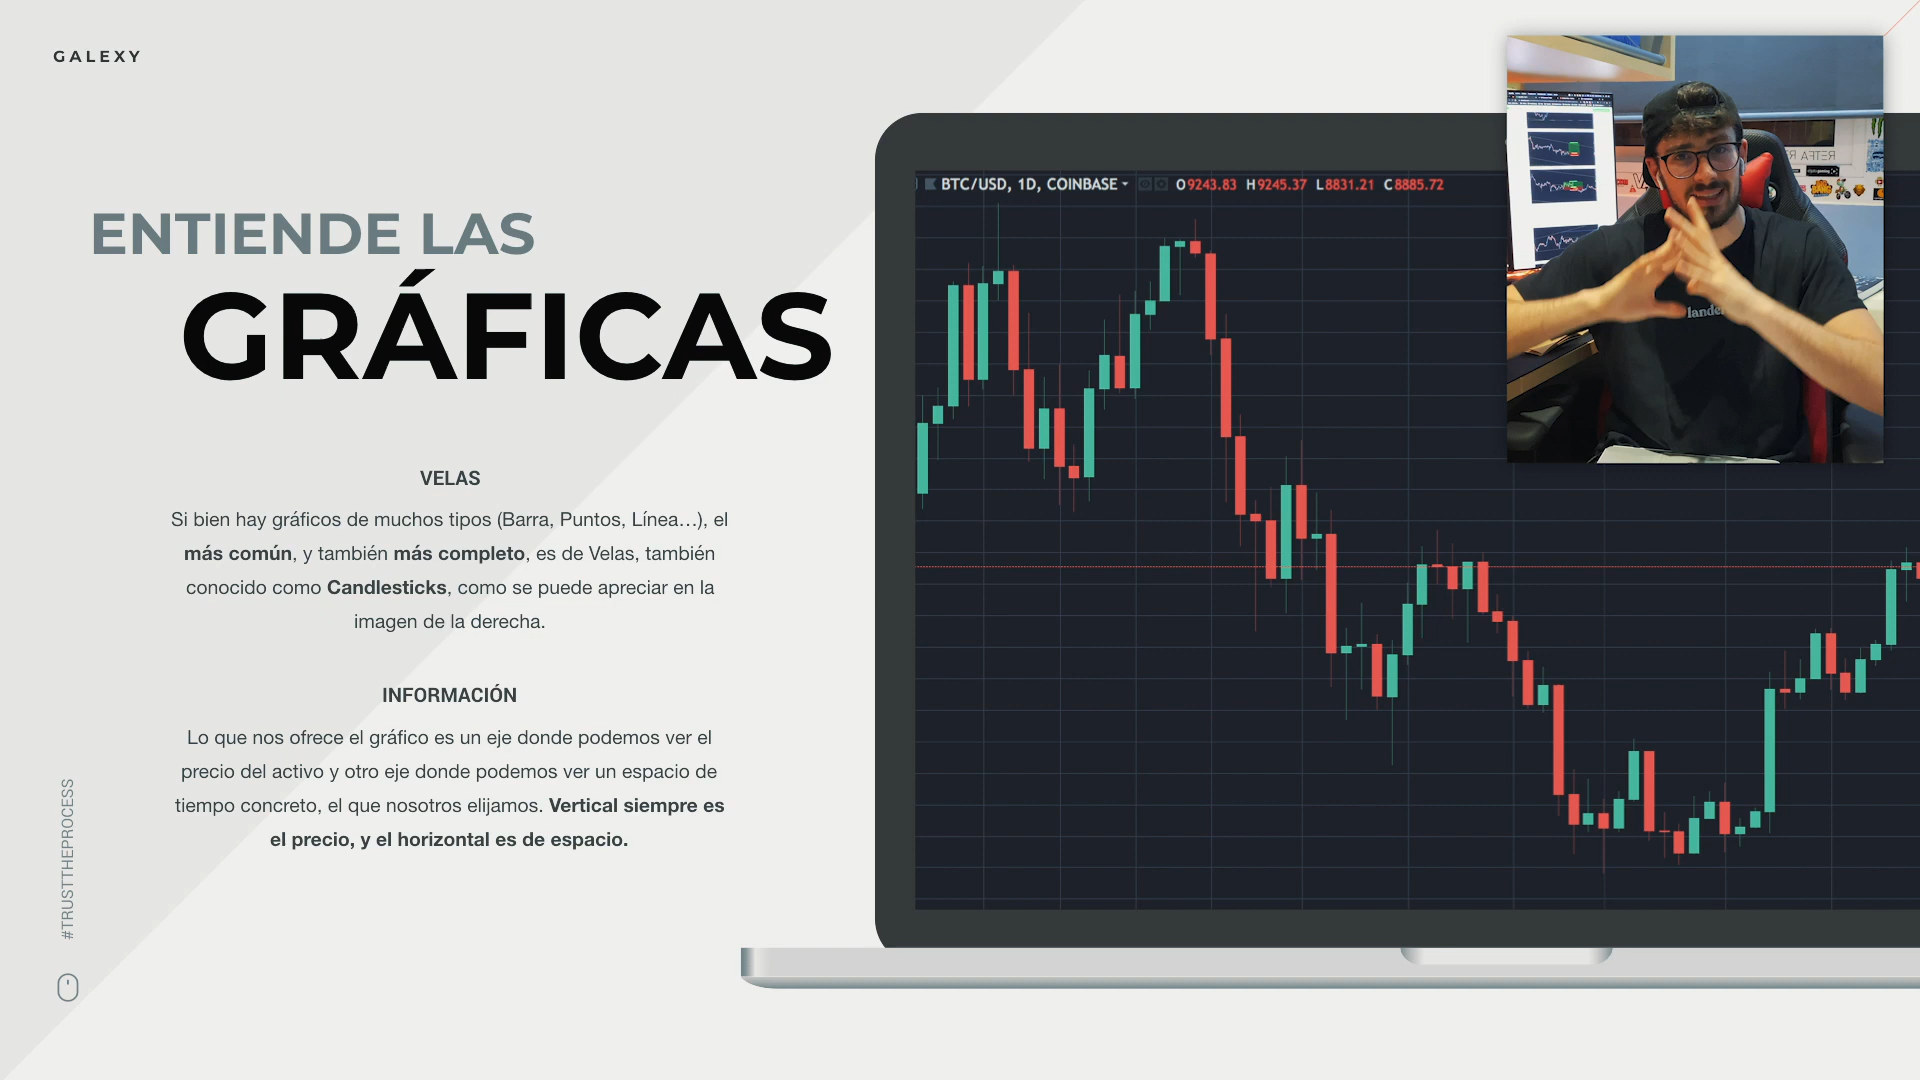 GALEXY
ENTIENDE LAS
GRÁFICAS
VELAS
Si bien hay gráficos de muchos tipos (Barra, Puntos, Línea...), el
más común, y también más completo, es de Velas, también
conocido como Candlesticks, como se puede apreciar en la
imagen de la derecha.
INFORMACIÓN
Lo que nos ofrece el gráfico es un eje donde podemos ver el
precio del activo y otro eje donde podemos ver un espacio de
tiempo concreto, el que nosotros elijamos. Vertical siempre es
el precio, y el horizontal es de espacio.
#TRUSTTHEPROCESS
BTC/USD, 1D, COINBASE O9243.83 H9245.37 L8831.21 C8885.72